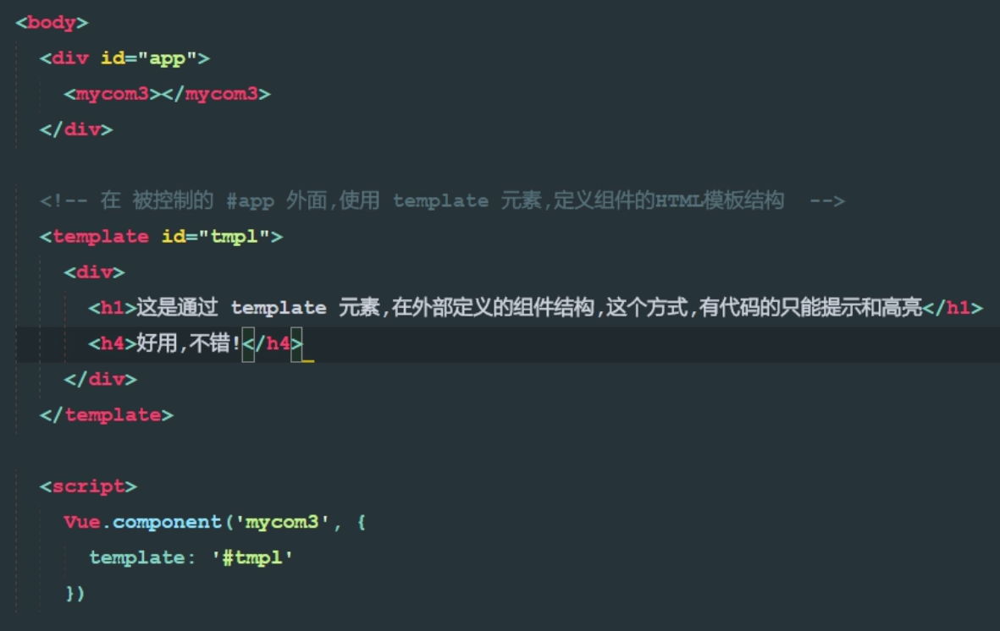 <body>
<div id="app">
<mycom3></mycom3>
</div>
<!-- 在 被控制的 #app 外面,使用 template 元素,定义组件的HTML模板结构  -->
<template id="tmpl">
<div>
<h1>这是通过 template 元素,在外部定义的组件结构,这个方式,有代码的只能提示和高亮</h1>
<h4>好用,不错!</h4>
</div>
</template>
<script>
Vue.component('mycom3', {
template: '#tmpl'
})